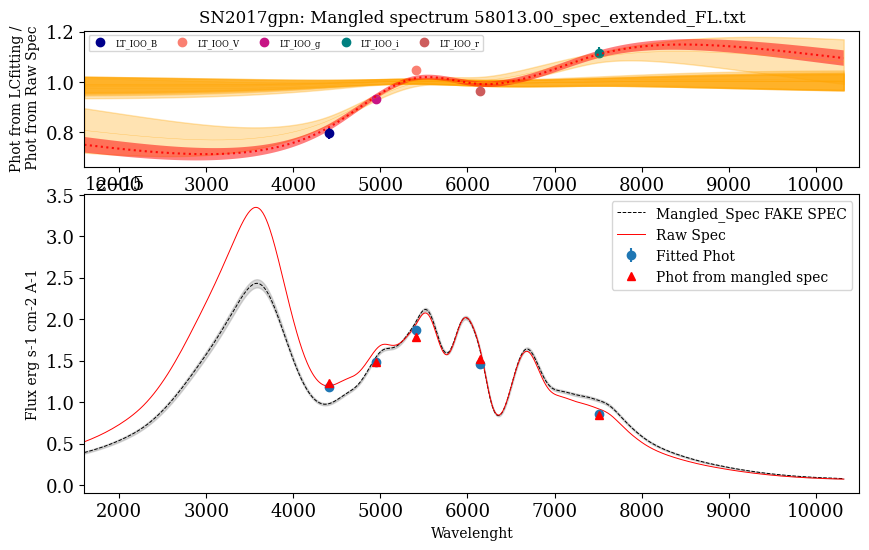 SN2017gpn: Mangled spectrum 58013.00_spec_extended_FL.txt
Phot from LCfitting /
Phot from Raw Spec
1.2
1.0
0.8
LT_IOO_B LT_IOO_V LT_IOO_g LT_IOO_i LT_IOO_r
2000 3000 4000 5000 6000 7000 8000 9000 10000
1e−15
Flux erg s-1 cm-2 A-1
3.5
3.0
2.5
2.0
1.5
1.0
0.5
0.0
Mangled_Spec FAKE SPEC
Raw Spec
Fitted Phot
Phot from mangled spec
2000 3000 4000 5000 6000 7000 8000 9000 10000
Wavelenght